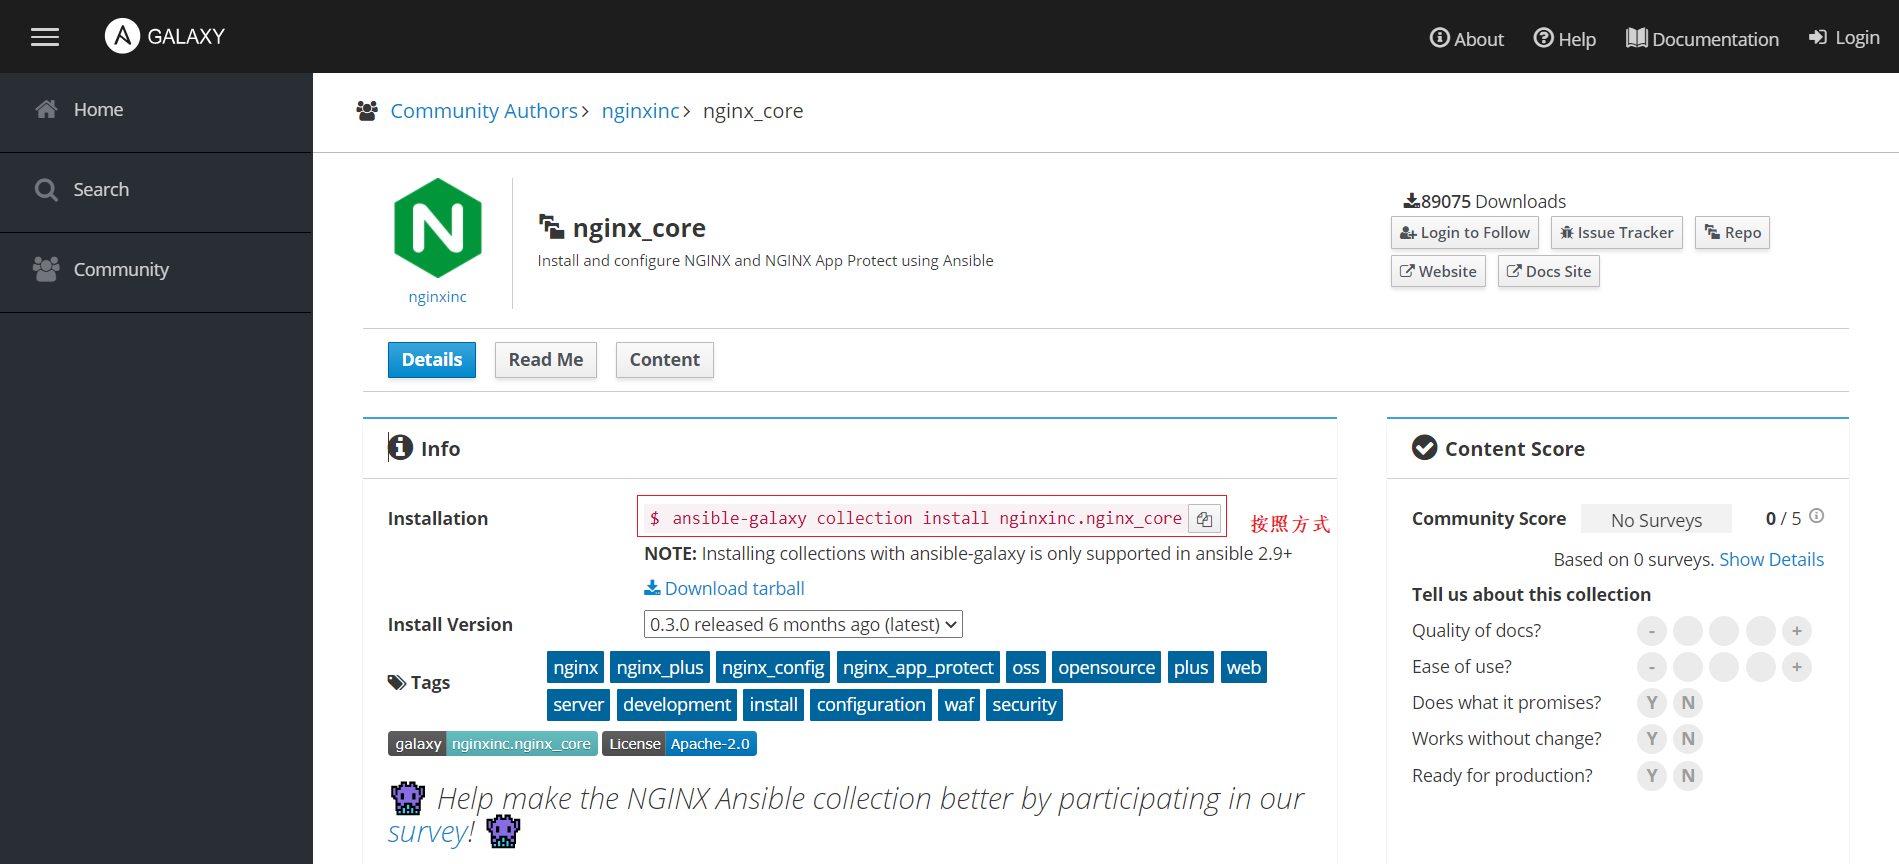 GALAXY
About Help Documentation Login
Home
Search
Community
Community Authors nginxinc nginx_core
nginxinc
nginx_core
Install and configure NGINX and NGINX App Protect using Ansible
89075 Downloads
Login to Follow Issue Tracker Repo
Website Docs Site
Details Read Me Content
Info
Installation
$ ansible-galaxy collection install nginxinc.nginx_core
按照方式
NOTE: Installing collections with ansible-galaxy is only supported in ansible 2.9+
Download tarball
Install Version 0.3.0 released 6 months ago (latest)
Tags
nginx nginx_plus nginx_config nginx_app_protect oss opensource plus web
server development install configuration waf security
galaxy nginxinc.nginx_core License Apache-2.0
Help make the NGINX Ansible collection better by participating in our
survey!
Content Score
Community Score No Surveys 0 / 5
Based on 0 surveys. Show Details
Tell us about this collection
Quality of docs? - +
Ease of use? - +
Does what it promises? Y N
Works without change? Y N
Ready for production? Y N